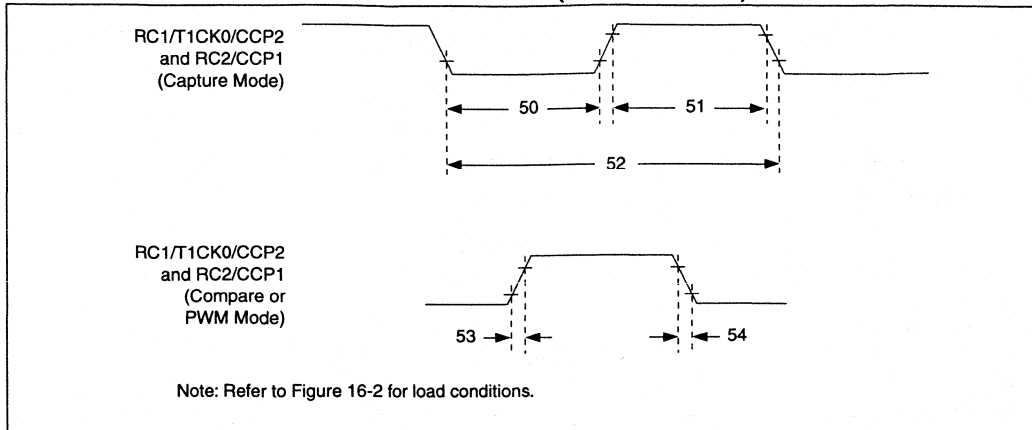 RC1/T1CK0/CCP2
and RC2/CCP1
(Capture Mode)
50
51
52
RC1/T1CK0/CCP2
and RC2/CCP1
(Compare or
PWM Mode)
53
54
Note: Refer to Figure 16-2 for load conditions.